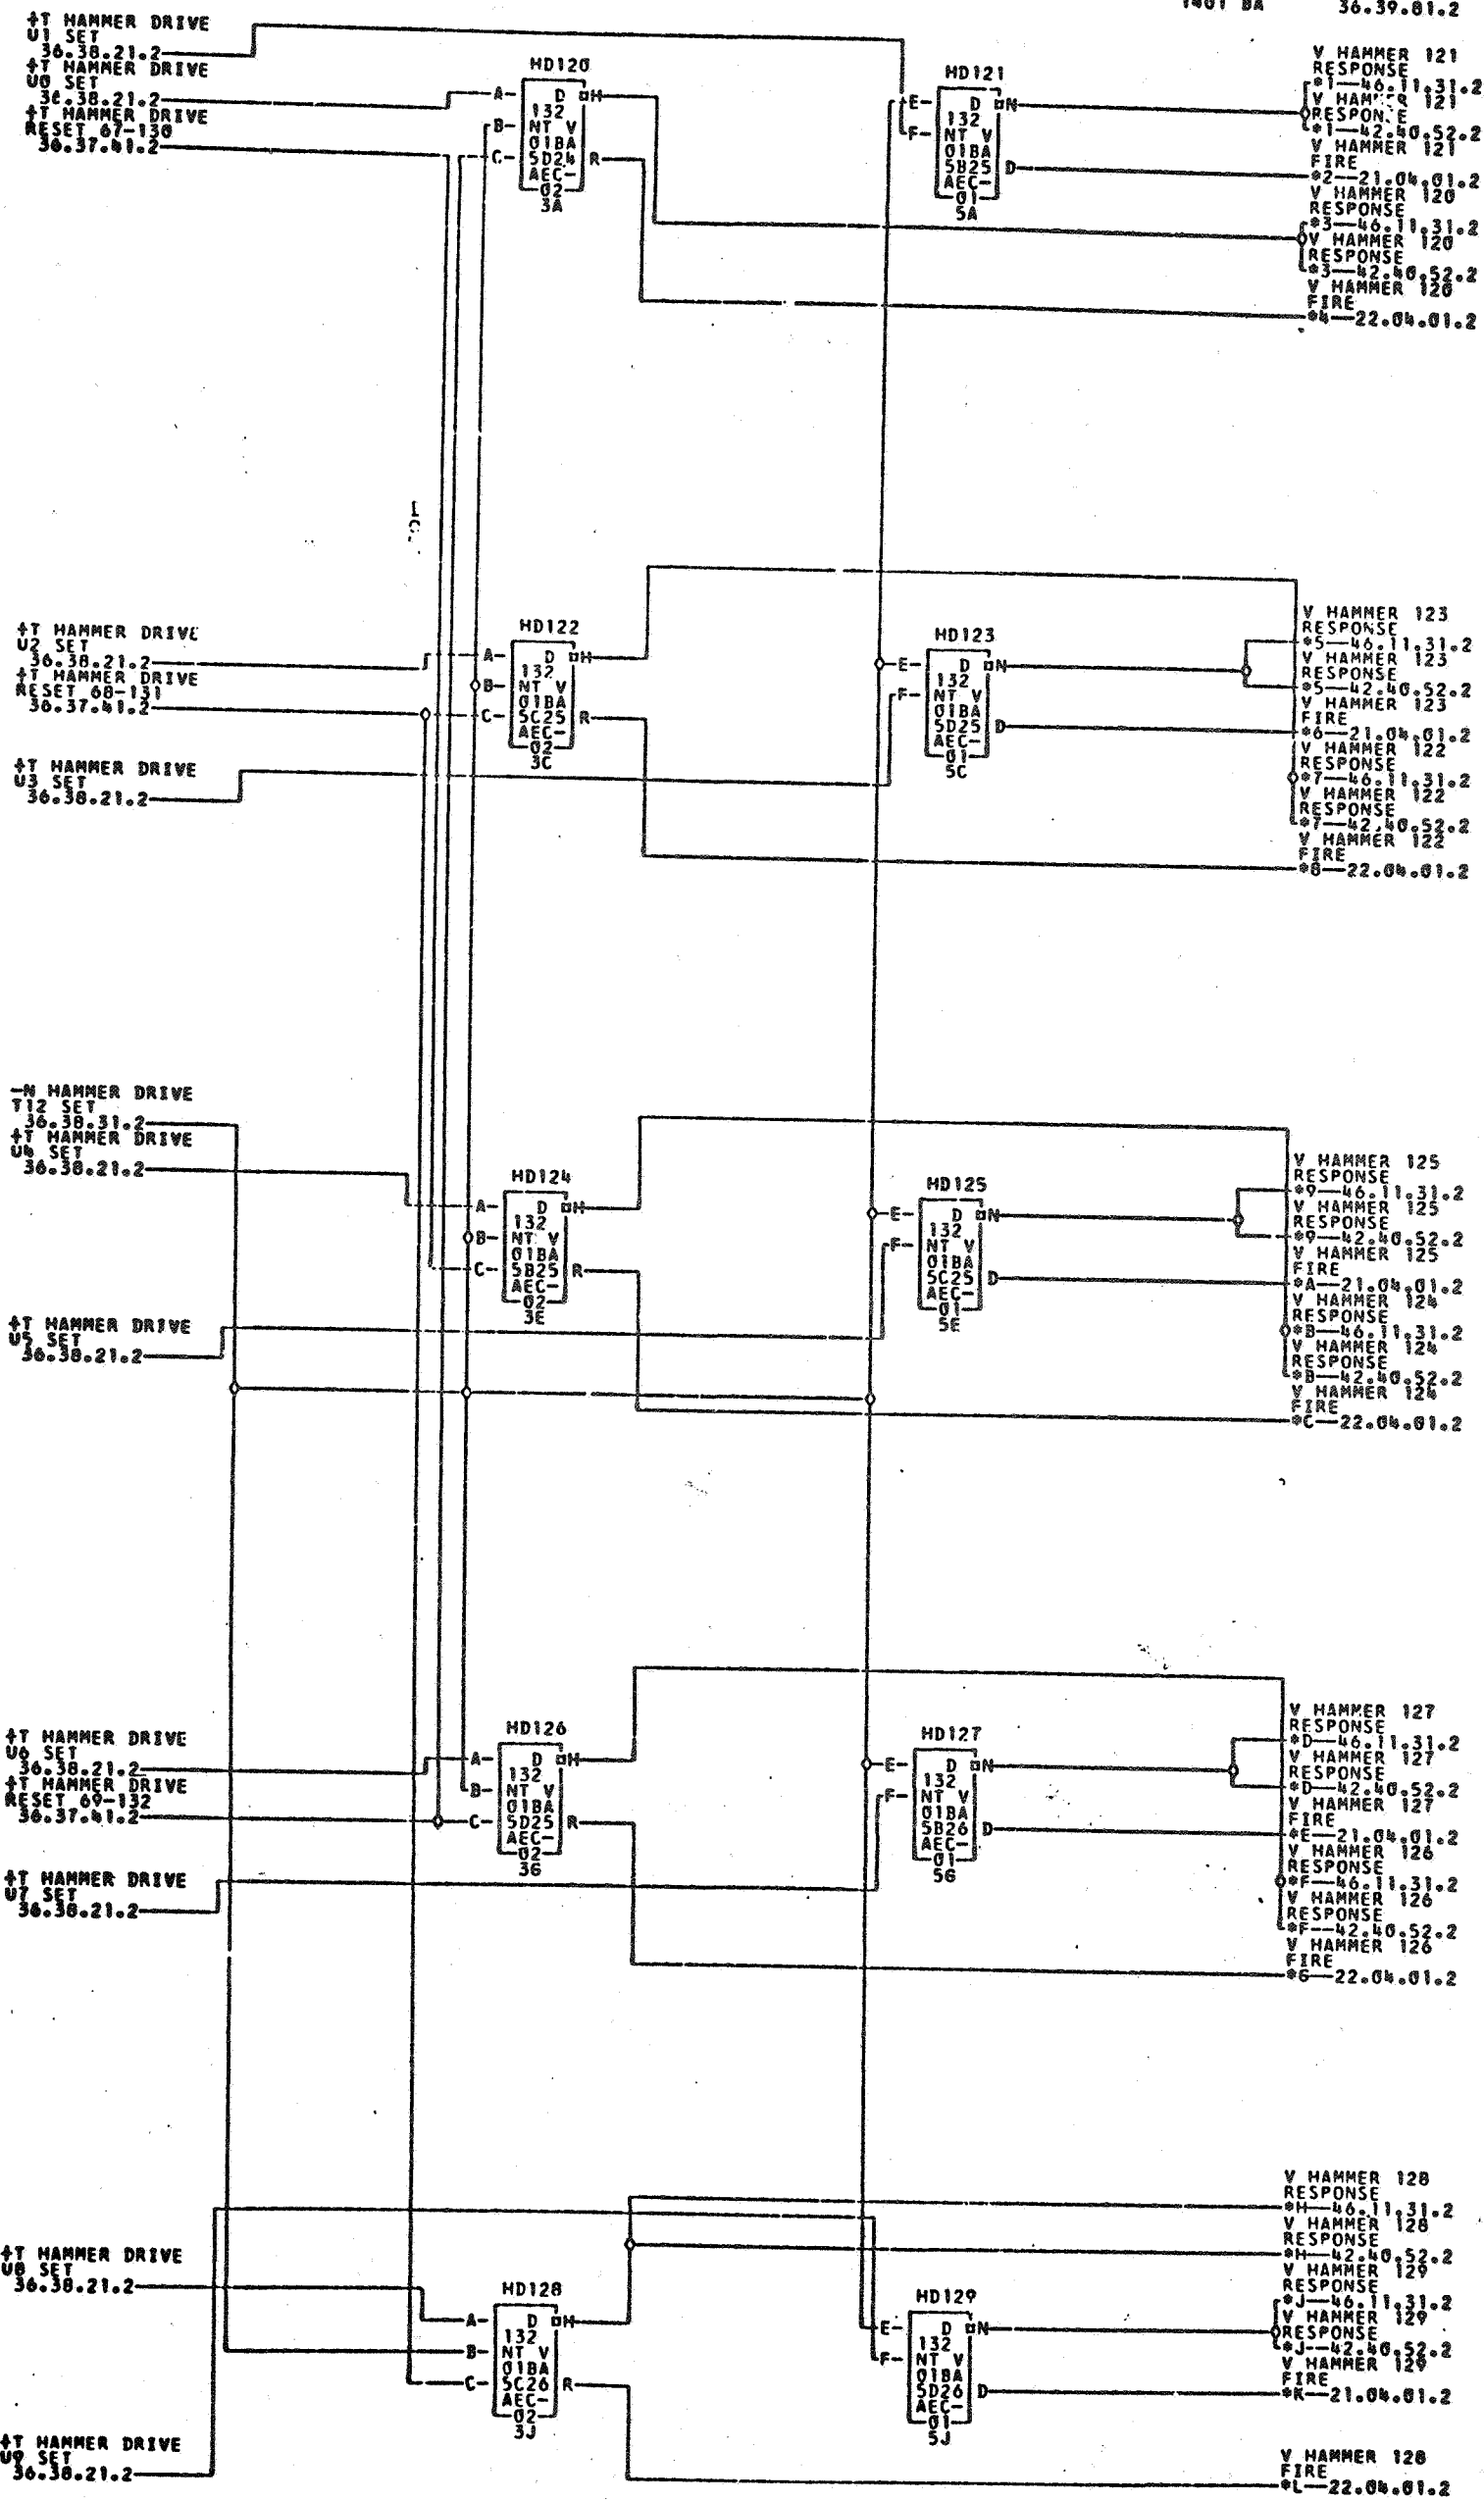 1401 BA 36.39.81.2
+T HAMMER DRIVE
U1 SET
36.38.21.2
+T HAMMER DRIVE
U0 SET
36.38.21.2
+T HAMMER DRIVE
RESET 67-130
36.37.41.2
HD120
A- D H
132
B- NT V
01BA
C- 5D24 R
AEC-
02
3A
HD121
E- D N
132
F- NT V
01BA
5B25 D
AEC-
01
5A
V HAMMER 121
RESPONSE
*1—46.11.31.2
V HAMMER 121
RESPONSE
*1—42.40.52.2
V HAMMER 121
FIRE
*2—21.04.01.2
V HAMMER 120
RESPONSE
*3—46.11.31.2
V HAMMER 120
RESPONSE
*3—42.40.52.2
V HAMMER 120
FIRE
*4—22.04.01.2
+T HAMMER DRIVE
U2 SET
36.38.21.2
+T HAMMER DRIVE
RESET 68-131
36.37.41.2
+T HAMMER DRIVE
U3 SET
36.38.21.2
HD122
A- D H
132
B- NT V
01BA
C- 5C25 R
AEC-
02
3C
HD123
E- D N
132
F- NT V
01BA
5D25 D
AEC-
01
5C
V HAMMER 123
RESPONSE
*5—46.11.31.2
V HAMMER 123
RESPONSE
*5—42.40.52.2
V HAMMER 123
FIRE
*6—21.04.01.2
V HAMMER 122
RESPONSE
*7—46.11.31.2
V HAMMER 122
RESPONSE
*7—42.40.52.2
V HAMMER 122
FIRE
*8—22.04.01.2
-N HAMMER DRIVE
T12 SET
36.38.31.2
+T HAMMER DRIVE
U4 SET
36.38.21.2
+T HAMMER DRIVE
U5 SET
36.38.21.2
HD124
A- D H
132
B- NT V
01BA
C- 5B25 R
AEC-
02
3E
HD125
E- D N
132
F- NT V
01BA
5C25 D
AEC-
01
5E
V HAMMER 125
RESPONSE
*9—46.11.31.2
V HAMMER 125
RESPONSE
*9—42.40.52.2
V HAMMER 125
FIRE
*A—21.04.01.2
V HAMMER 124
RESPONSE
*B—46.11.31.2
V HAMMER 124
RESPONSE
*B—42.40.52.2
V HAMMER 124
FIRE
*C—22.04.01.2
+T HAMMER DRIVE
U6 SET
36.38.21.2
+T HAMMER DRIVE
RESET 69-132
36.37.41.2
+T HAMMER DRIVE
U7 SET
36.38.21.2
HD126
A- D H
132
B- NT V
01BA
C- 5D25 R
AEC-
02
3G
HD127
E- D N
132
F- NT V
01BA
5B26 D
AEC-
01
5G
V HAMMER 127
RESPONSE
*D—46.11.31.2
V HAMMER 127
RESPONSE
*D—42.40.52.2
V HAMMER 127
FIRE
*E—21.04.01.2
V HAMMER 126
RESPONSE
*F—46.11.31.2
V HAMMER 126
RESPONSE
*F—42.40.52.2
V HAMMER 126
FIRE
*G—22.04.01.2
+T HAMMER DRIVE
U8 SET
36.38.21.2
+T HAMMER DRIVE
U9 SET
36.38.21.2
HD128
A- D H
132
B- NT V
01BA
C- 5C26 R
AEC-
02
3J
HD129
E- D N
132
F- NT V
01BA
5D26 D
AEC-
01
5J
V HAMMER 128
RESPONSE
*H—46.11.31.2
V HAMMER 128
RESPONSE
*H—42.40.52.2
V HAMMER 129
RESPONSE
*J—46.11.31.2
V HAMMER 129
RESPONSE
*J—42.40.52.2
V HAMMER 129
FIRE
*K—21.04.01.2
V HAMMER 128
FIRE
*L—22.04.01.2